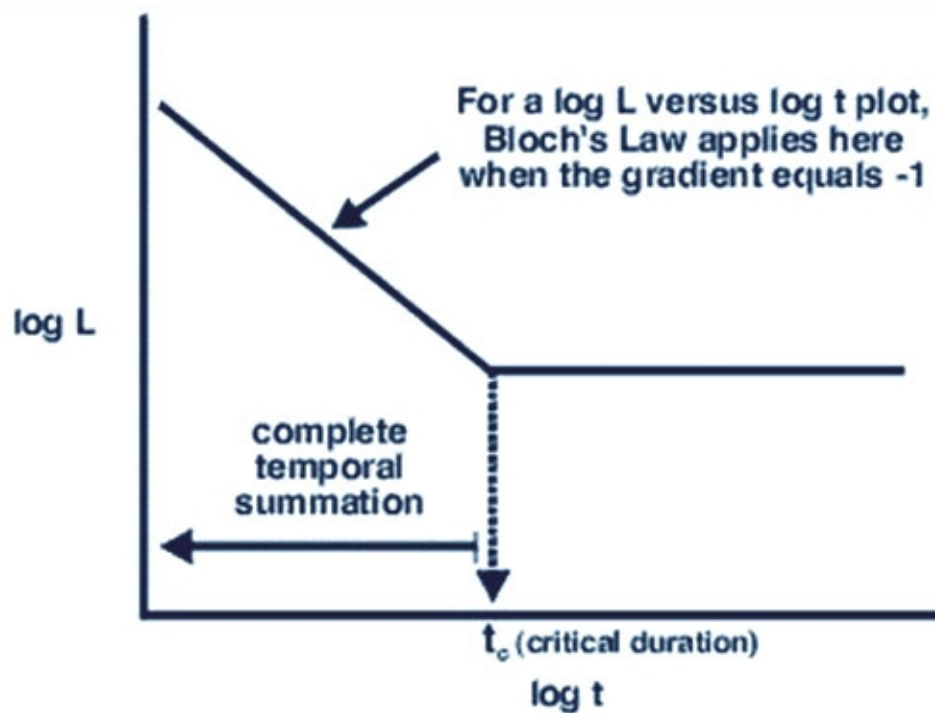 For a log L versus log t plot,
Bloch's Law applies here
when the gradient equals -1
log L
complete
temporal
summation
tc (critical duration)
log t